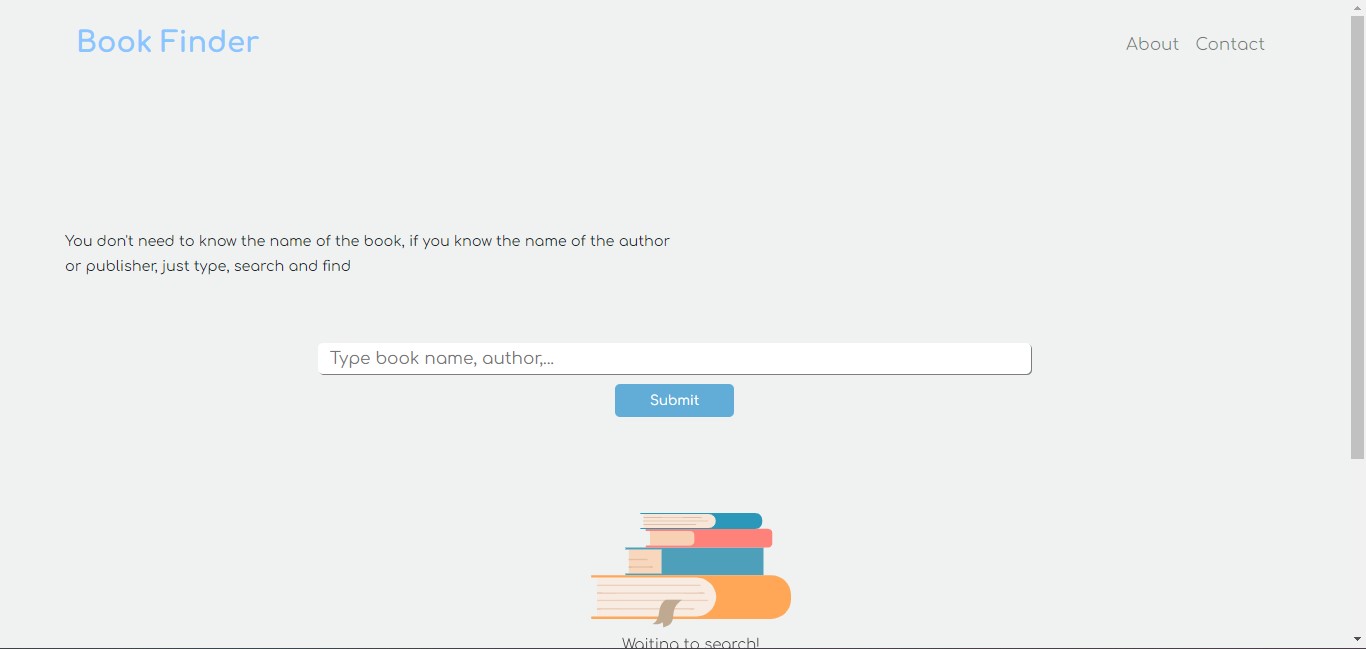 Book Finder
About Contact
You don't need to know the name of the book, if you know the name of the author
or publisher, just type, search and find
Type book name, author,...
Submit
Waiting to search!